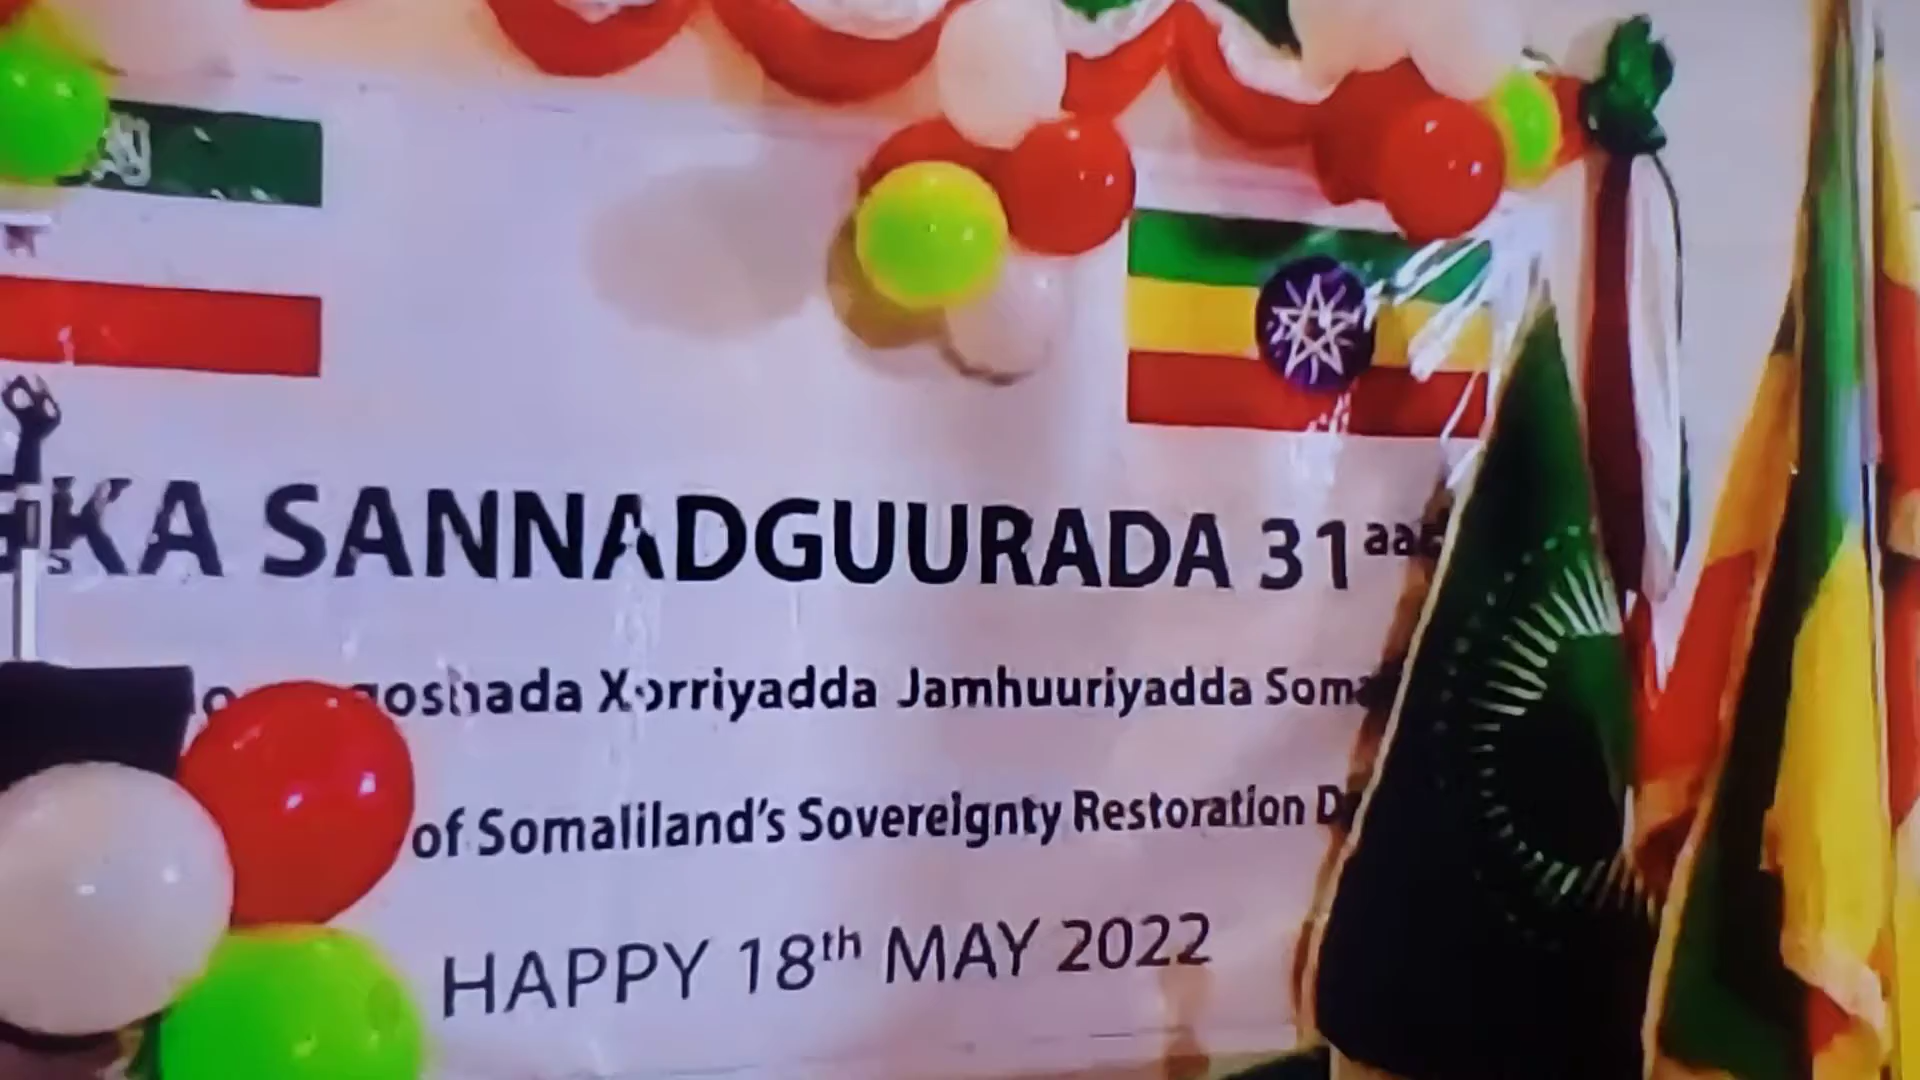 SANNADGUURADA 31
Xorriyadda Jamhuuriyadda
of Somaliland's Sovereignty Restoration
HAPPY 18th MAY 2022